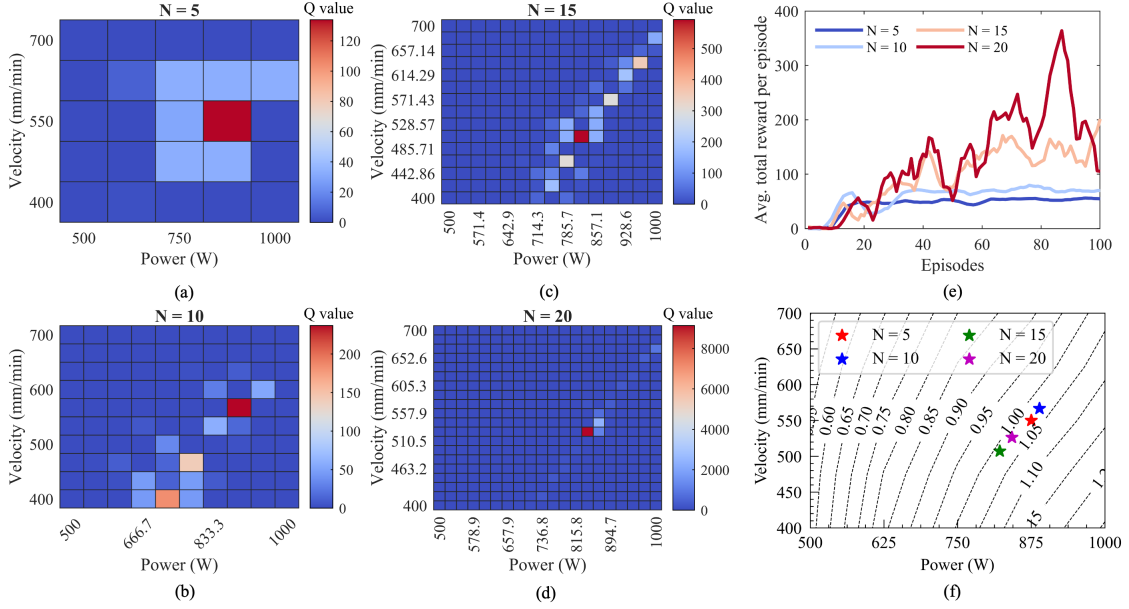 N = 5
Q value
Velocity (mm/min)
700
550
400
500
750
1000
Power (W)
120
100
80
60
40
20
0
(a)
N = 15
Q value
Velocity (mm/min)
700
657.14
614.29
571.43
528.57
485.71
442.86
400
500
571.4
642.9
714.3
785.7
857.1
928.6
1000
Power (W)
500
400
300
200
100
0
(c)
Avg. total reward per episode
400
300
200
100
0
N = 5
N = 15
N = 10
N = 20
0
20
40
60
80
100
Episodes
(e)
N = 10
Q value
Velocity (mm/min)
700
600
500
400
500
666.7
833.3
1000
Power (W)
200
150
100
50
0
(b)
N = 20
Q value
Velocity (mm/min)
700
652.6
605.3
557.9
510.5
463.2
400
500
578.9
657.9
736.8
815.8
894.7
1000
Power (W)
8000
6000
4000
2000
0
(d)
Velocity (mm/min)
700
650
600
550
500
450
400
N = 5
N = 15
N = 10
N = 20
0.60
0.65
0.70
0.75
0.80
0.85
0.90
0.95
1.00
1.05
1.10
500
625
750
875
1000
Power (W)
(f)